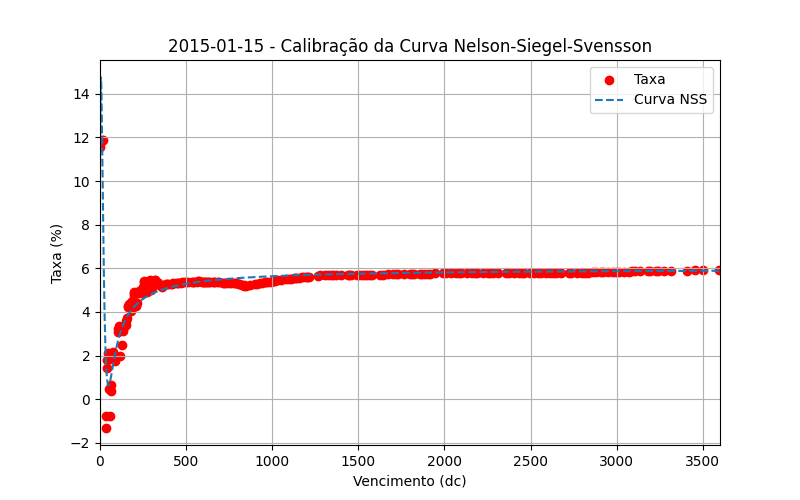 2015-01-15 - Calibração da Curva Nelson-Siegel-Svensson
Taxa
Curva NSS
Taxa (%)
14
12
10
8
6
4
2
0
−2
0 500 1000 1500 2000 2500 3000 3500
Vencimento (dc)